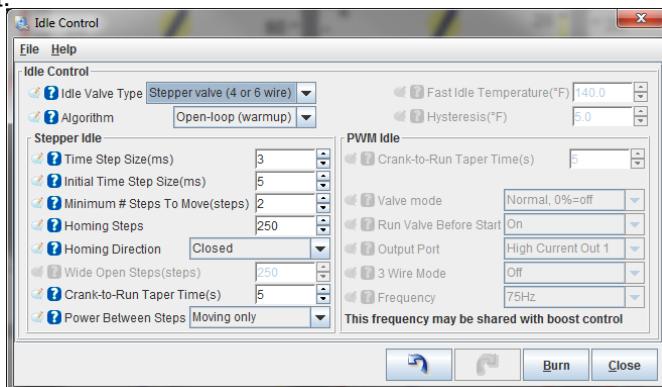 Idle Control
File Help
Idle Control
Idle Valve Type Stepper valve (4 or 6 wire)
Algorithm Open-loop (warmup)
Fast Idle Temperature(°F) 140.0
Hysteresis(°F) 5.0
Stepper Idle
Time Step Size(ms) 3
Initial Time Step Size(ms) 5
Minimum # Steps To Move(steps) 2
Homing Steps 250
Homing Direction Closed
Wide Open Steps(steps) 250
Crank-to-Run Taper Time(s) 5
Power Between Steps Moving only
PWM Idle
Crank-to-Run Taper Time(s) 5
Valve mode Normal, 0%=off
Run Valve Before Start On
Output Port High Current Out 1
3 Wire Mode Off
Frequency 75Hz
This frequency may be shared with boost control
Burn Close